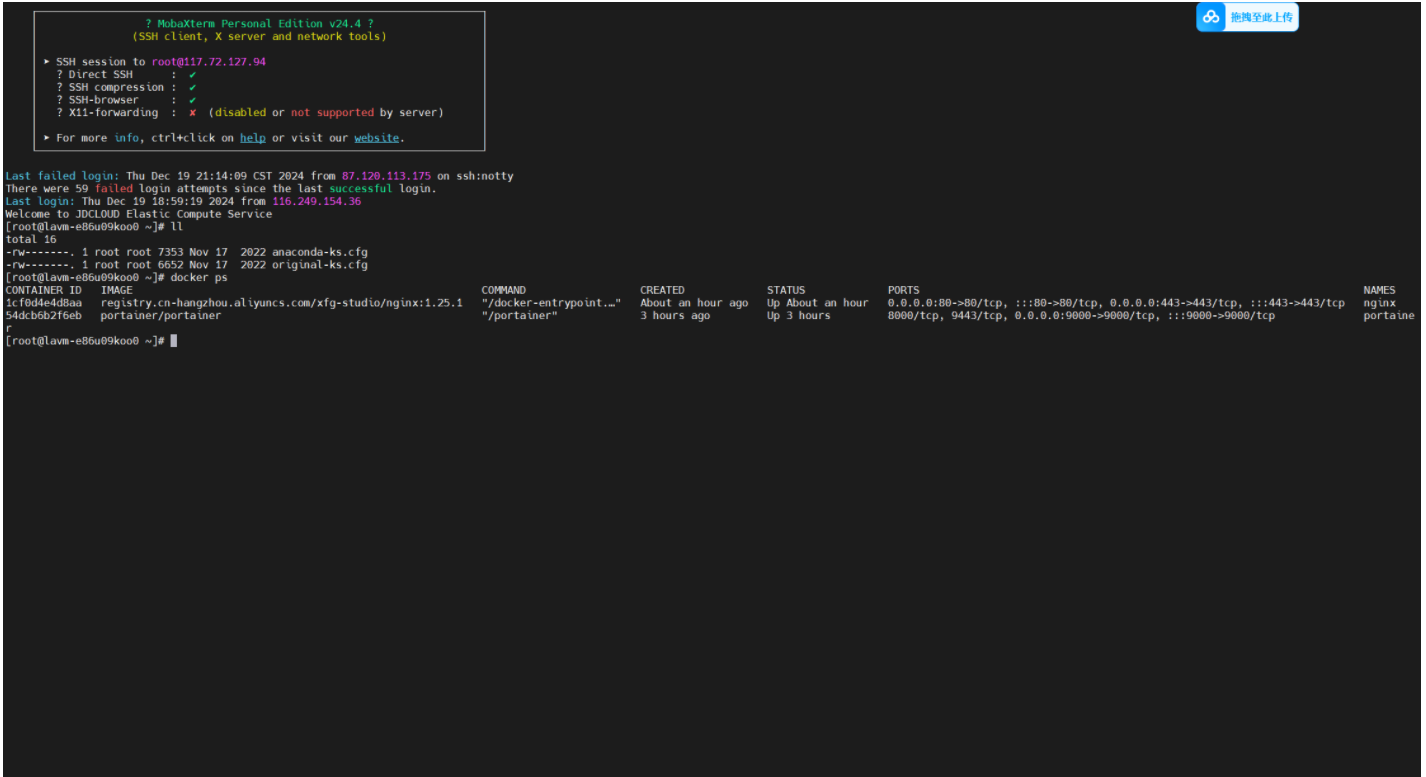 ? MobaXterm Personal Edition v24.4 ?
(SSH client, X server and network tools)
拖拽至此上传
➤ SSH session to root@117.72.127.94
? Direct SSH : ✔
? SSH compression : ✔
? SSH-browser : ✔
? X11-forwarding : ✘ (disabled or not supported by server)
➤ For more info, ctrl+click on help or visit our website.
Last failed login: Thu Dec 19 21:14:09 CST 2024 from 87.120.113.175 on ssh:notty
There were 59 failed login attempts since the last successful login.
Last login: Thu Dec 19 18:59:19 2024 from 116.249.154.36
Welcome to JDCLOUD Elastic Compute Service
[root@lavm-e86u09koo0 ~]# ll
total 16
-rw-------. 1 root root 7353 Nov 17 2022 anaconda-ks.cfg
-rw-------. 1 root root 6652 Nov 17 2022 original-ks.cfg
[root@lavm-e86u09koo0 ~]# docker ps
CONTAINER ID IMAGE COMMAND CREATED STATUS PORTS NAMES
1cf0d4e4d8aa registry.cn-hangzhou.aliyuncs.com/xfg-studio/nginx:1.25.1 "/docker-entrypoint.…" About an hour ago Up About an hour 0.0.0.0:80->80/tcp, :::80->80/tcp, 0.0.0.0:443->443/tcp, :::443->443/tcp nginx
54dcb6b2f6eb portainer/portainer "/portainer" 3 hours ago Up 3 hours 8000/tcp, 9443/tcp, 0.0.0.0:9000->9000/tcp, :::9000->9000/tcp portaine
r
[root@lavm-e86u09koo0 ~]#